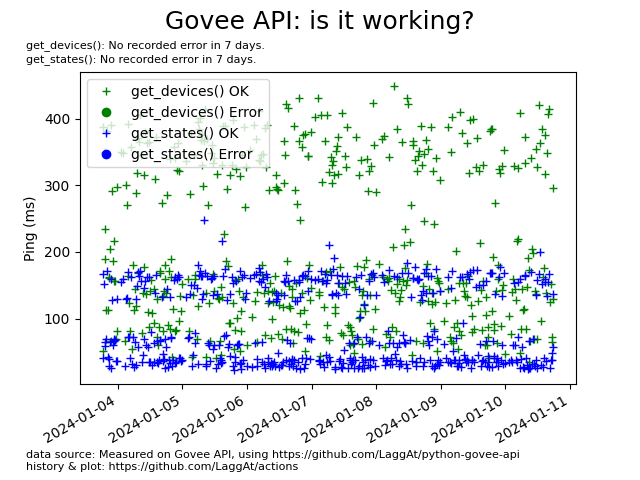 Govee API: is it working?
get_devices(): No recorded error in 7 days.
get_states(): No recorded error in 7 days.
get_devices() OK
get_devices() Error
get_states() OK
get_states() Error
400
300
200
100
Ping (ms)
2024-01-04
2024-01-05
2024-01-06
2024-01-07
2024-01-08
2024-01-09
2024-01-10
2024-01-11
data source: Measured on Govee API, using https://github.com/LaggAt/python-govee-api
history & plot: https://github.com/LaggAt/actions